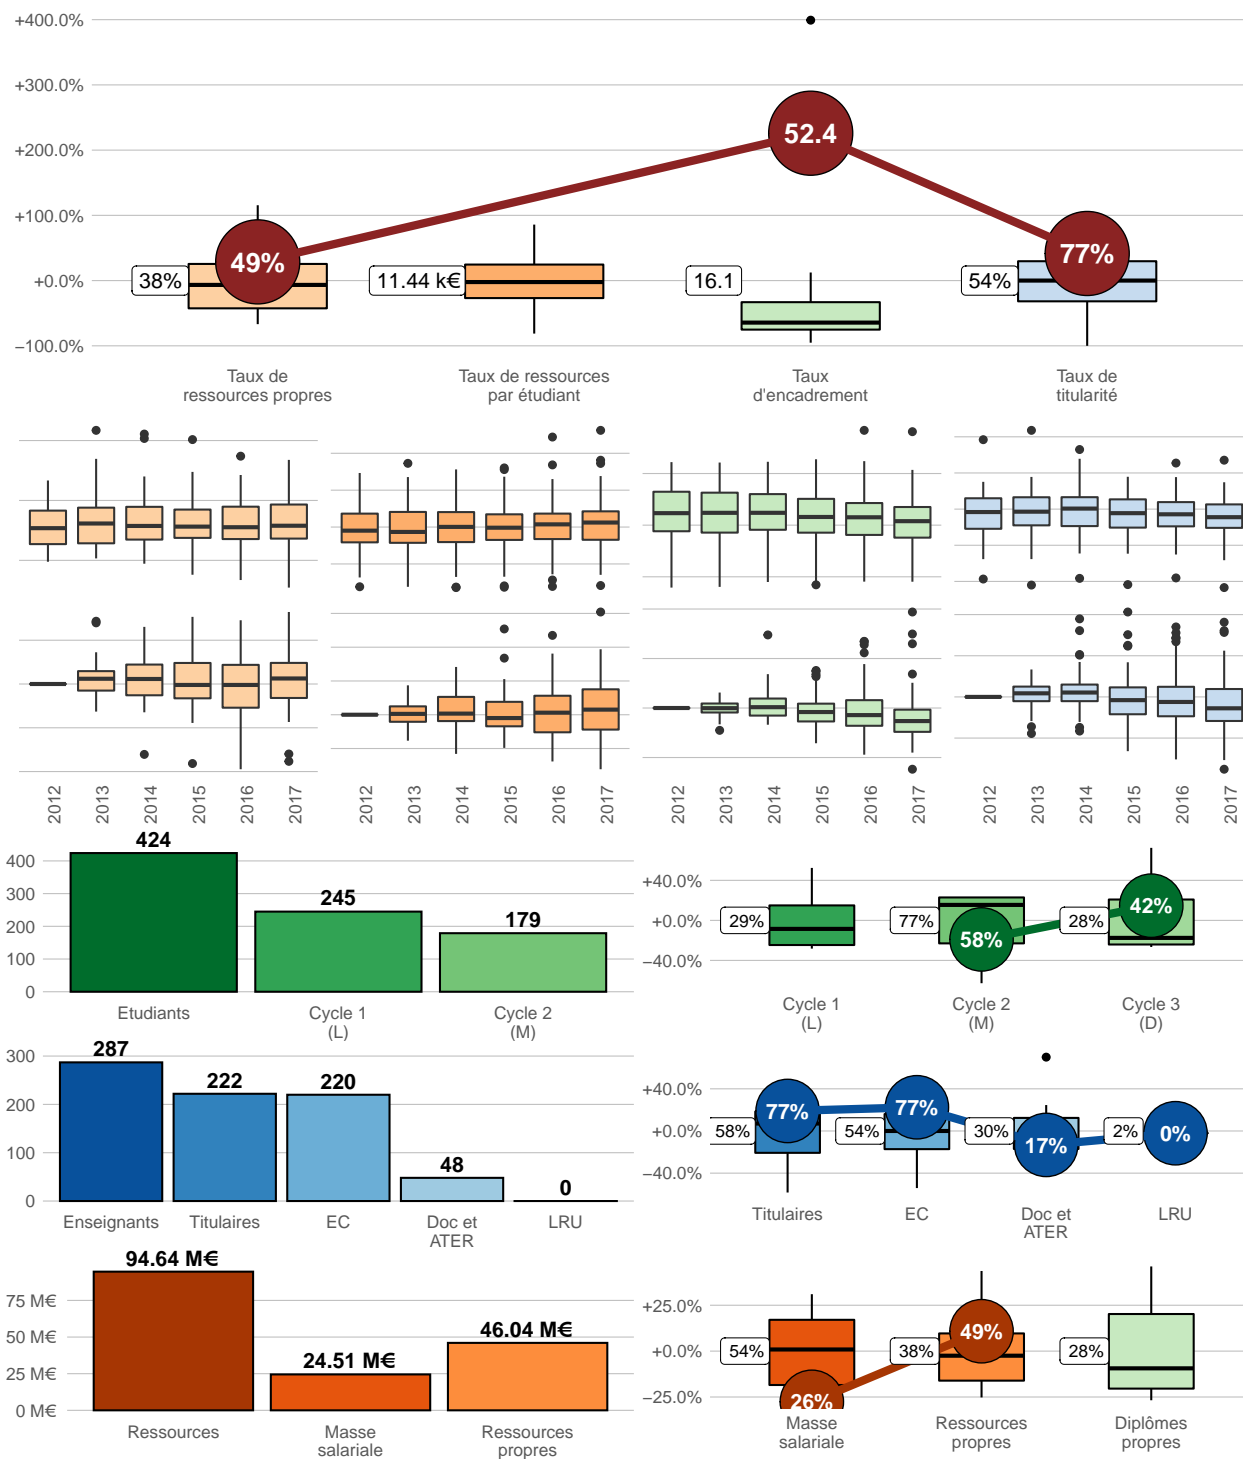 +400.0%
+300.0%
+200.0%
+100.0%
+0.0%
−100.0%
52.4
49%
77%
38%
11.44 k€
16.1
54%
Taux de
ressources propres
Taux de ressources
par étudiant
Taux
d'encadrement
Taux de
titularité
2012
2013
2014
2015
2016
2017
2012
2013
2014
2015
2016
2017
2012
2013
2014
2015
2016
2017
2012
2013
2014
2015
2016
2017
400
300
200
100
0
424
245
179
Etudiants
Cycle 1
(L)
Cycle 2
(M)
+40.0%
+0.0%
−40.0%
29%
77%
58%
28%
42%
Cycle 1
(L)
Cycle 2
(M)
Cycle 3
(D)
300
200
100
0
287
222
220
48
0
Enseignants
Titulaires
EC
Doc et
ATER
LRU
+40.0%
+0.0%
−40.0%
58%
77%
54%
77%
30%
17%
2%
0%
Titulaires
EC
Doc et
ATER
LRU
75 M€
50 M€
25 M€
0 M€
94.64 M€
24.51 M€
46.04 M€
Ressources
Masse
salariale
Ressources
propres
+25.0%
+0.0%
−25.0%
54%
26%
38%
49%
28%
Masse
salariale
Ressources
propres
Diplômes
propres